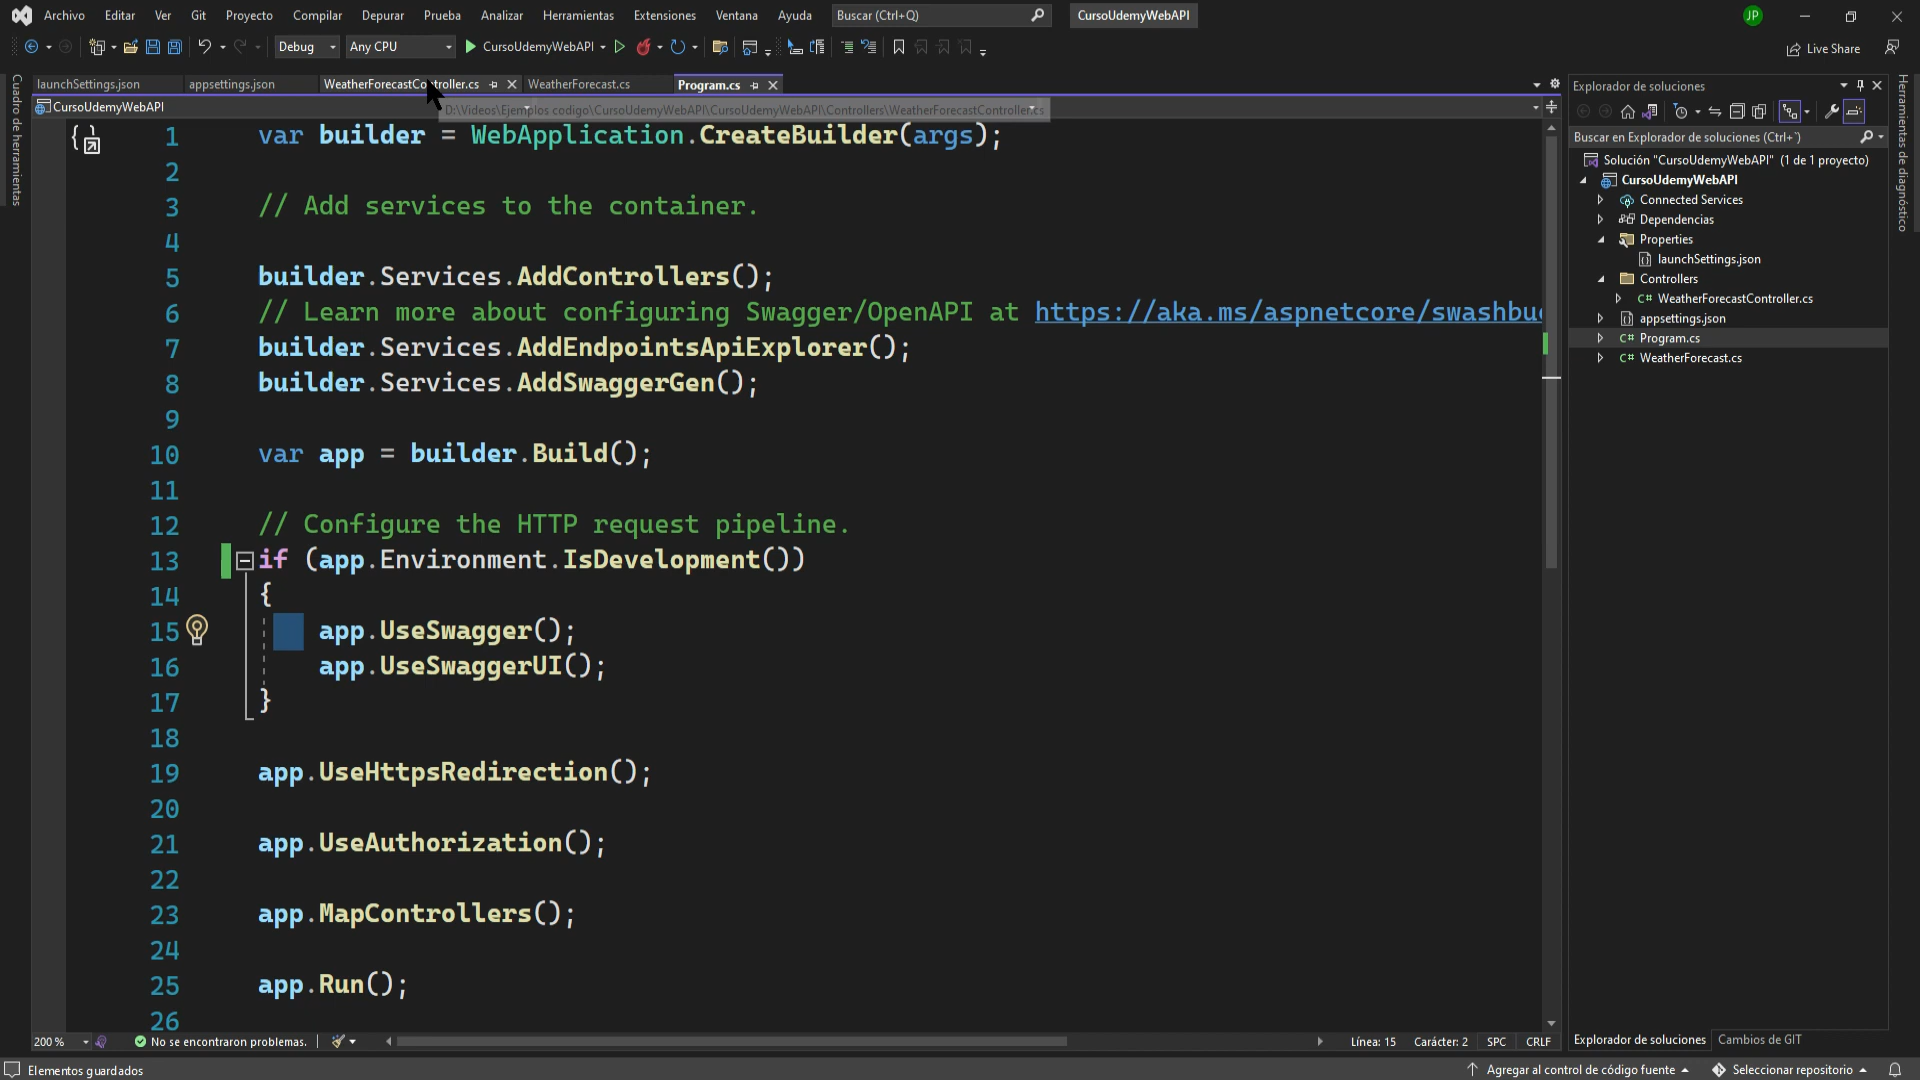 Archivo Editar Ver Git Proyecto Compilar Depurar Prueba Analizar Herramientas Extensiones Ventana Ayuda Buscar (Ctrl+Q) CursoUdemyWebAPI JP
Debug Any CPU CursoUdemyWebAPI Live Share
launchSettings.json appsettings.json WeatherForecastController.cs WeatherForecast.cs Program.cs
CursoUdemyWebAPI
D:\Videos\Ejemplos codigo\CursoUdemyWebAPI\CursoUdemyWebAPI\Controllers\WeatherForecastController.cs
Cuadro de herramientas
1 var builder = WebApplication.CreateBuilder(args);
2
3 // Add services to the container.
4
5 builder.Services.AddControllers();
6 // Learn more about configuring Swagger/OpenAPI at https://aka.ms/aspnetcore/swashbu
7 builder.Services.AddEndpointsApiExplorer();
8 builder.Services.AddSwaggerGen();
9
10 var app = builder.Build();
11
12 // Configure the HTTP request pipeline.
13 if (app.Environment.IsDevelopment())
14 {
15 app.UseSwagger();
16 app.UseSwaggerUI();
17 }
18
19 app.UseHttpsRedirection();
20
21 app.UseAuthorization();
22
23 app.MapControllers();
24
25 app.Run();
26
200 % No se encontraron problemas. Línea: 15 Carácter: 2 SPC CRLF
Explorador de soluciones
Buscar en Explorador de soluciones (Ctrl+`)
Solución "CursoUdemyWebAPI" (1 de 1 proyecto)
CursoUdemyWebAPI
Connected Services
Dependencias
Properties
launchSettings.json
Controllers
C# WeatherForecastController.cs
appsettings.json
C# Program.cs
C# WeatherForecast.cs
Explorador de soluciones Cambios de GIT
Herramientas de diagnóstico
Elementos guardados Agregar al control de código fuente Seleccionar repositorio